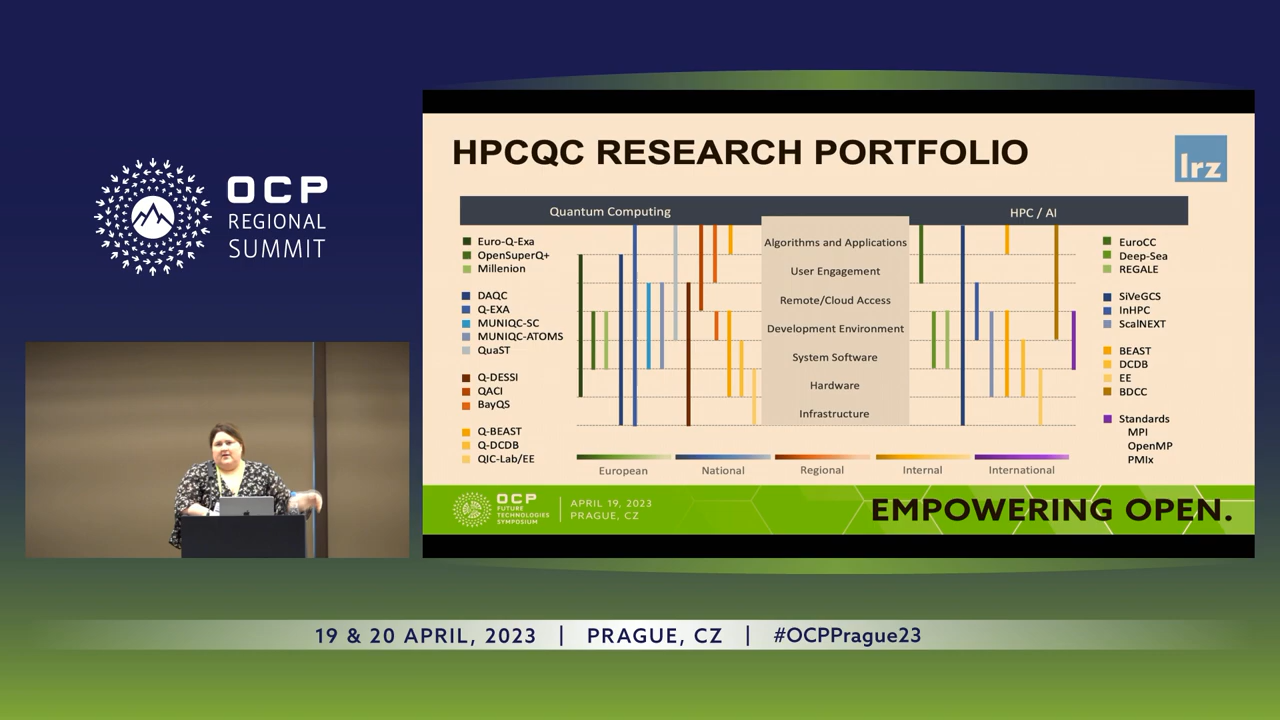 OCP
REGIONAL
SUMMIT
HPCQC RESEARCH PORTFOLIO
lrz
Quantum Computing
HPC / AI
Euro-Q-Exa
OpenSuperQ+
Millenion
DAQC
Q-EXA
MUNIQC-SC
MUNIQC-ATOMS
QuaST
Q-DESSI
QACI
BayQS
Q-BEAST
Q-DCDB
QIC-Lab/EE
Algorithms and Applications
User Engagement
Remote/Cloud Access
Development Environment
System Software
Hardware
Infrastructure
EuroCC
Deep-Sea
REGALE
SiVeGCS
InHPC
ScalNEXT
BEAST
DCDB
EE
BDCC
Standards
MPI
OpenMP
PMIx
European
National
Regional
Internal
International
OCP
FUTURE
TECHNOLOGIES
SYMPOSIUM
APRIL 19, 2023
PRAGUE, CZ
EMPOWERING OPEN.
19 & 20 APRIL, 2023 | PRAGUE, CZ | #OCPPrague23